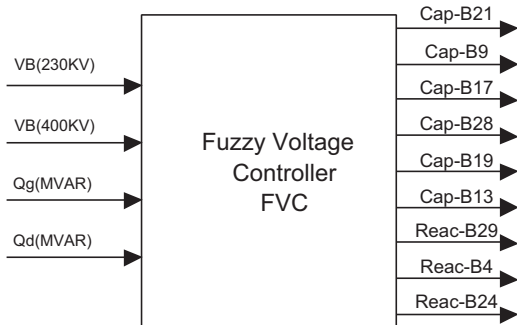 VB(230KV)
VB(400KV)
Qg(MVAR)
Qd(MVAR)
Fuzzy Voltage
Controller
FVC
Cap-B21
Cap-B9
Cap-B17
Cap-B28
Cap-B19
Cap-B13
Reac-B29
Reac-B4
Reac-B24